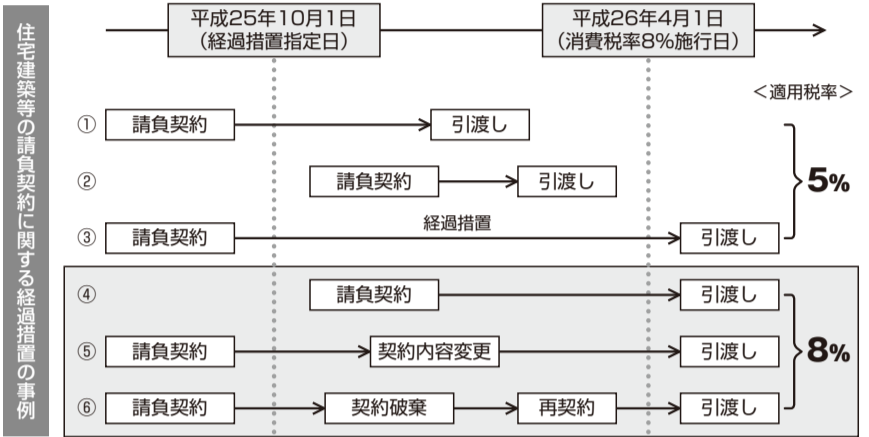 住宅建築等の請負契約に関する経過措置の事例
平成25年10月1日
（経過措置指定日）
平成26年4月1日
（消費税率8%施行日）
＜適用税率＞
① 請負契約 引渡し
② 請負契約 引渡し
5%
経過措置
③ 請負契約 引渡し
④ 請負契約 引渡し
⑤ 請負契約 契約内容変更 引渡し
8%
⑥ 請負契約 契約破棄 再契約 引渡し